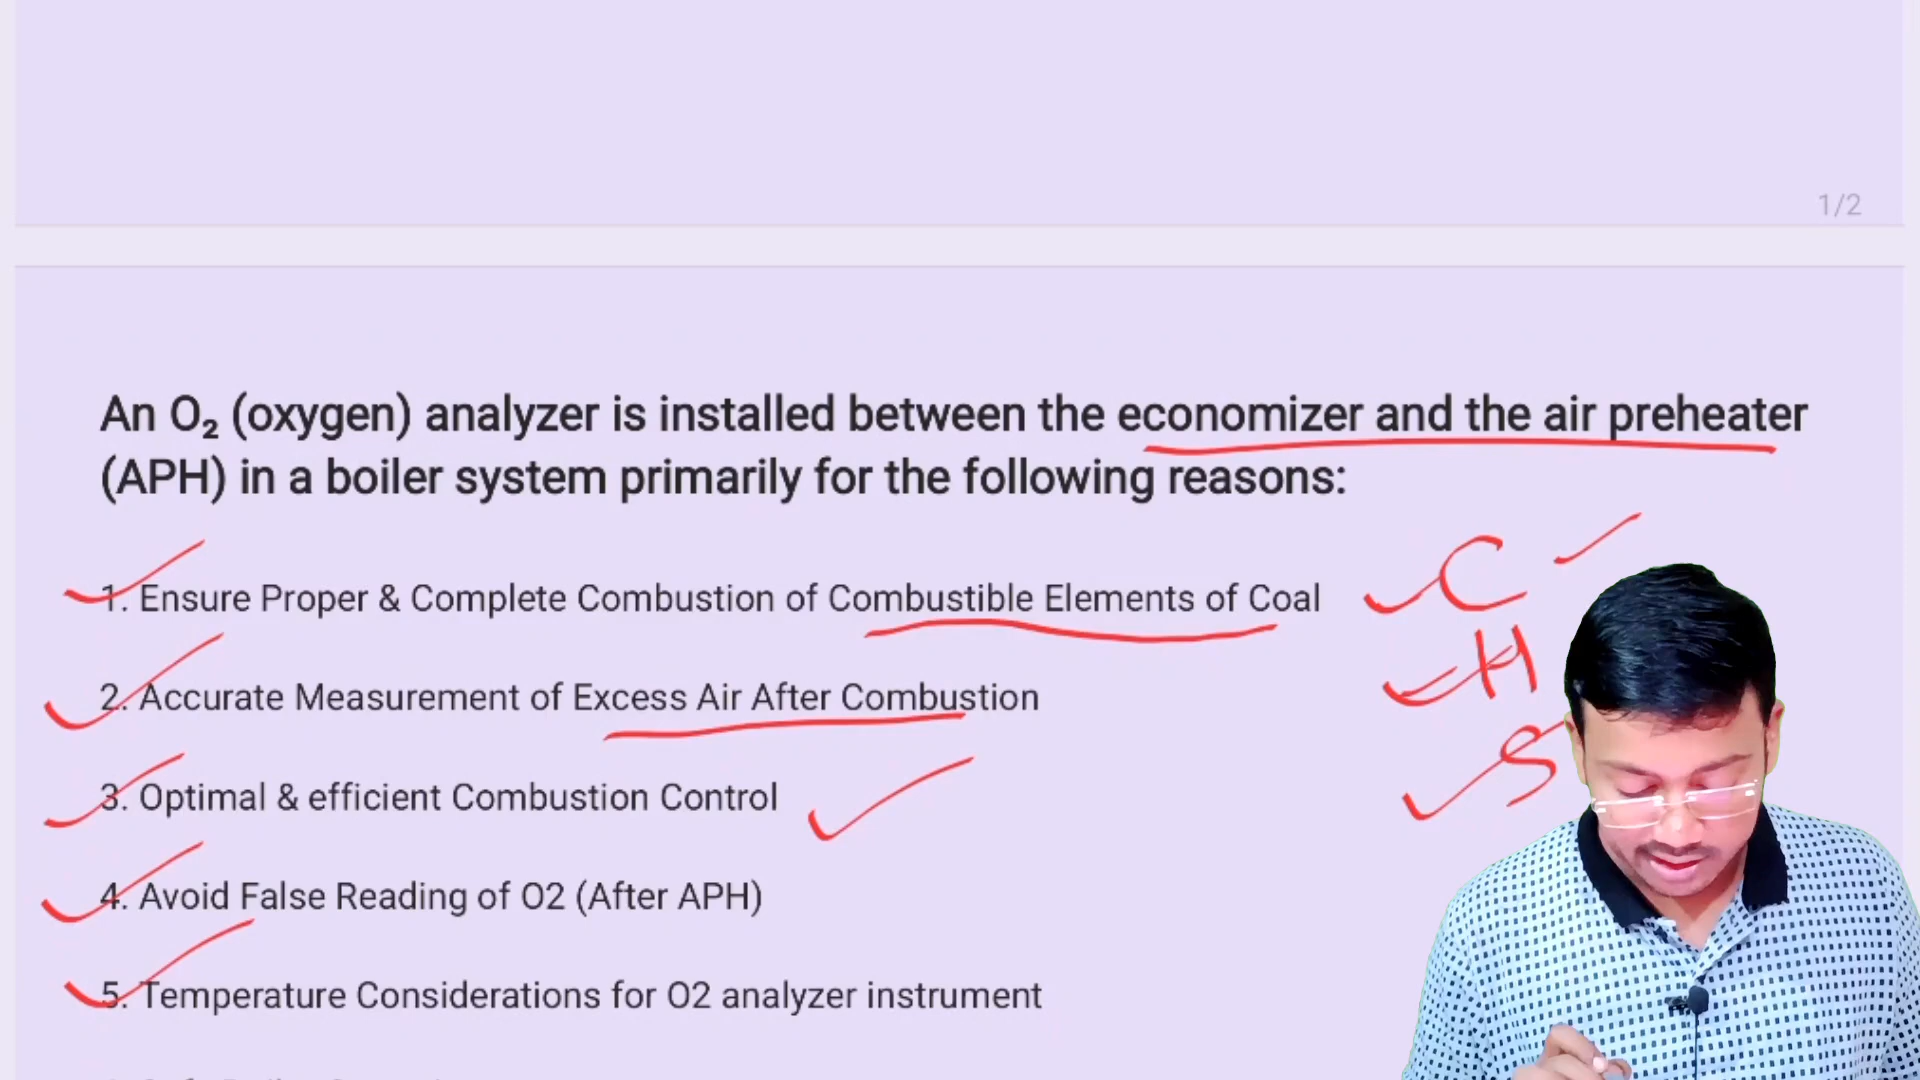 1/2
An O₂ (oxygen) analyzer is installed between the economizer and the air preheater
(APH) in a boiler system primarily for the following reasons:
1. Ensure Proper & Complete Combustion of Combustible Elements of Coal
C
H
2. Accurate Measurement of Excess Air After Combustion
S
3. Optimal & efficient Combustion Control
4. Avoid False Reading of O2 (After APH)
5. Temperature Considerations for O2 analyzer instrument